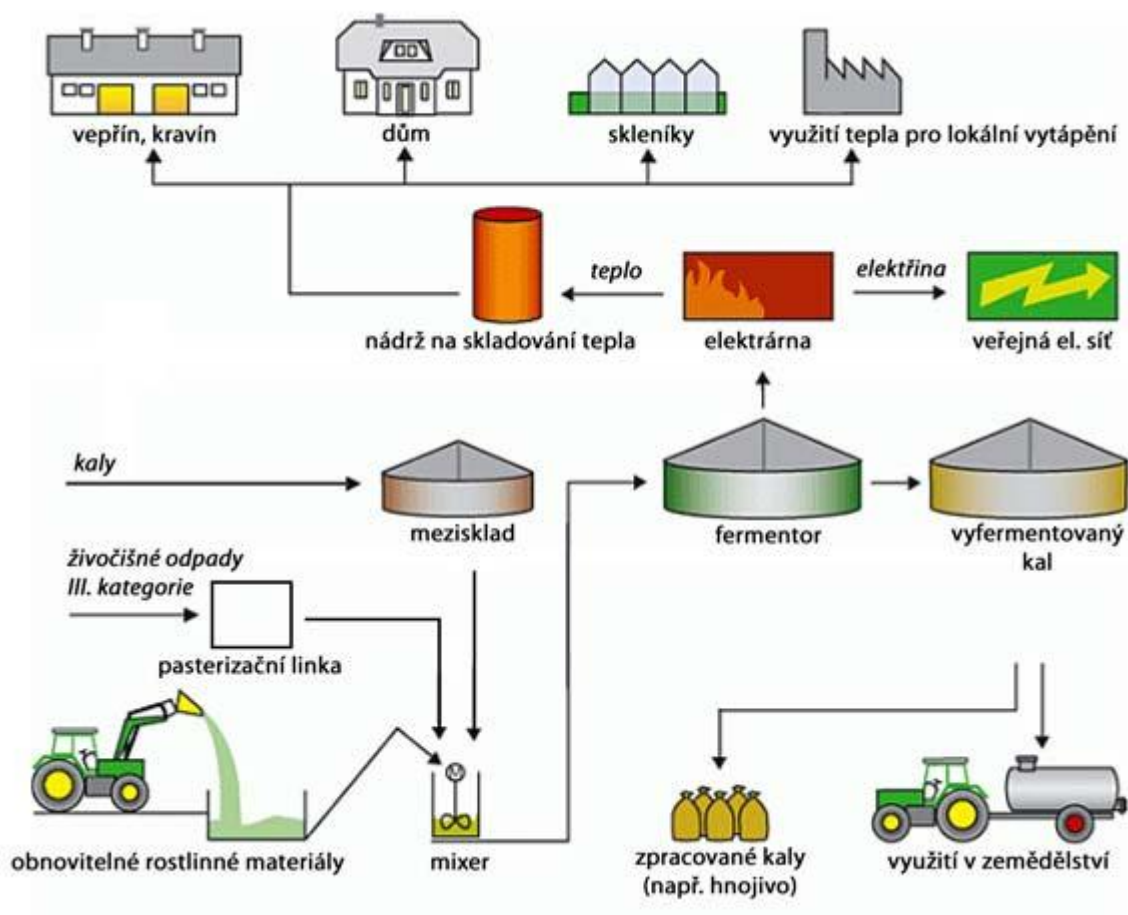 vepřín, kravín
dům
skleníky
využití tepla pro lokální vytápění
teplo
elektřina
nádrž na skladování tepla
elektrárna
veřejná el. síť
kaly
mezisklad
fermentor
vyfermentovaný
kal
živočišné odpady
III. kategorie
pasterizační linka
M
obnovitelné rostlinné materiály
mixer
zpracované kaly
(např. hnojivo)
využití v zemědělství